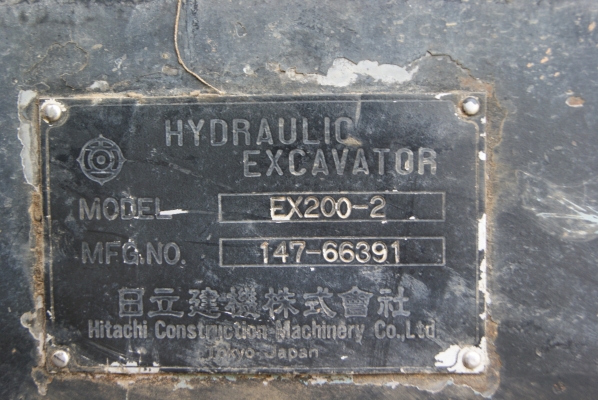 HYDRAULIC
EXCAVATOR
MODEL EX200-2
MFG.NO. 147-66391
日立建機株式會社
Hitachi Construction Machinery Co.,Ltd.
Tokyo Japan